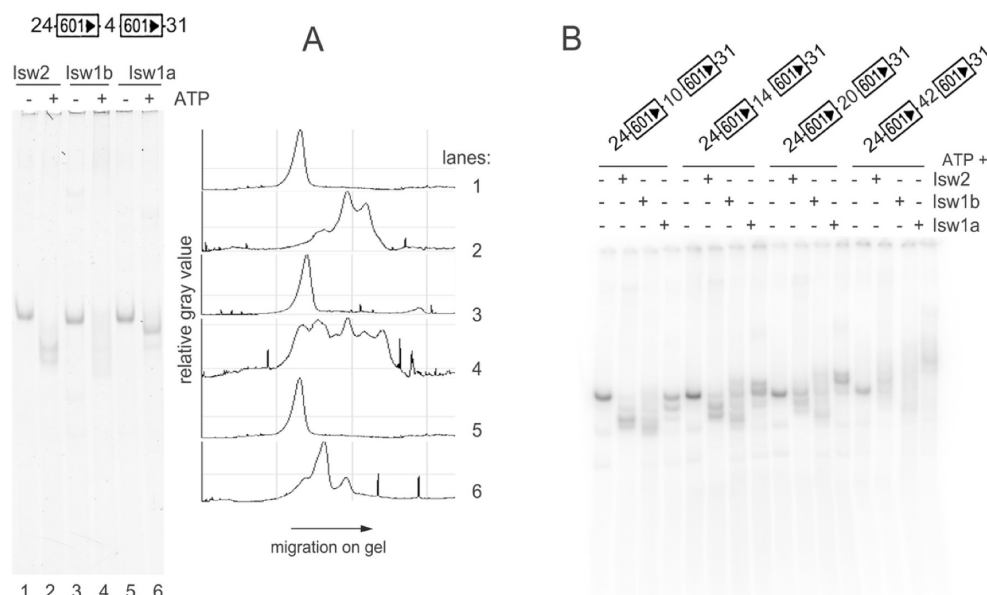 A
24-601▶-4-601▶-31
Isw2 Isw1b Isw1a
- + - + - + ATP
lanes:
1
2
3
4
5
6
relative gray value
migration on gel
1 2 3 4 5 6
B
24-601▶-10-601▶-31
24-601▶-14-601▶-31
24-601▶-20-601▶-31
24-601▶-42-601▶-31
ATP +
- + - - - + - - - + - - - + - - Isw2
- - + - - - + - - - + - - - + - Isw1b
- - - + - - - + - - - + - - - + Isw1a